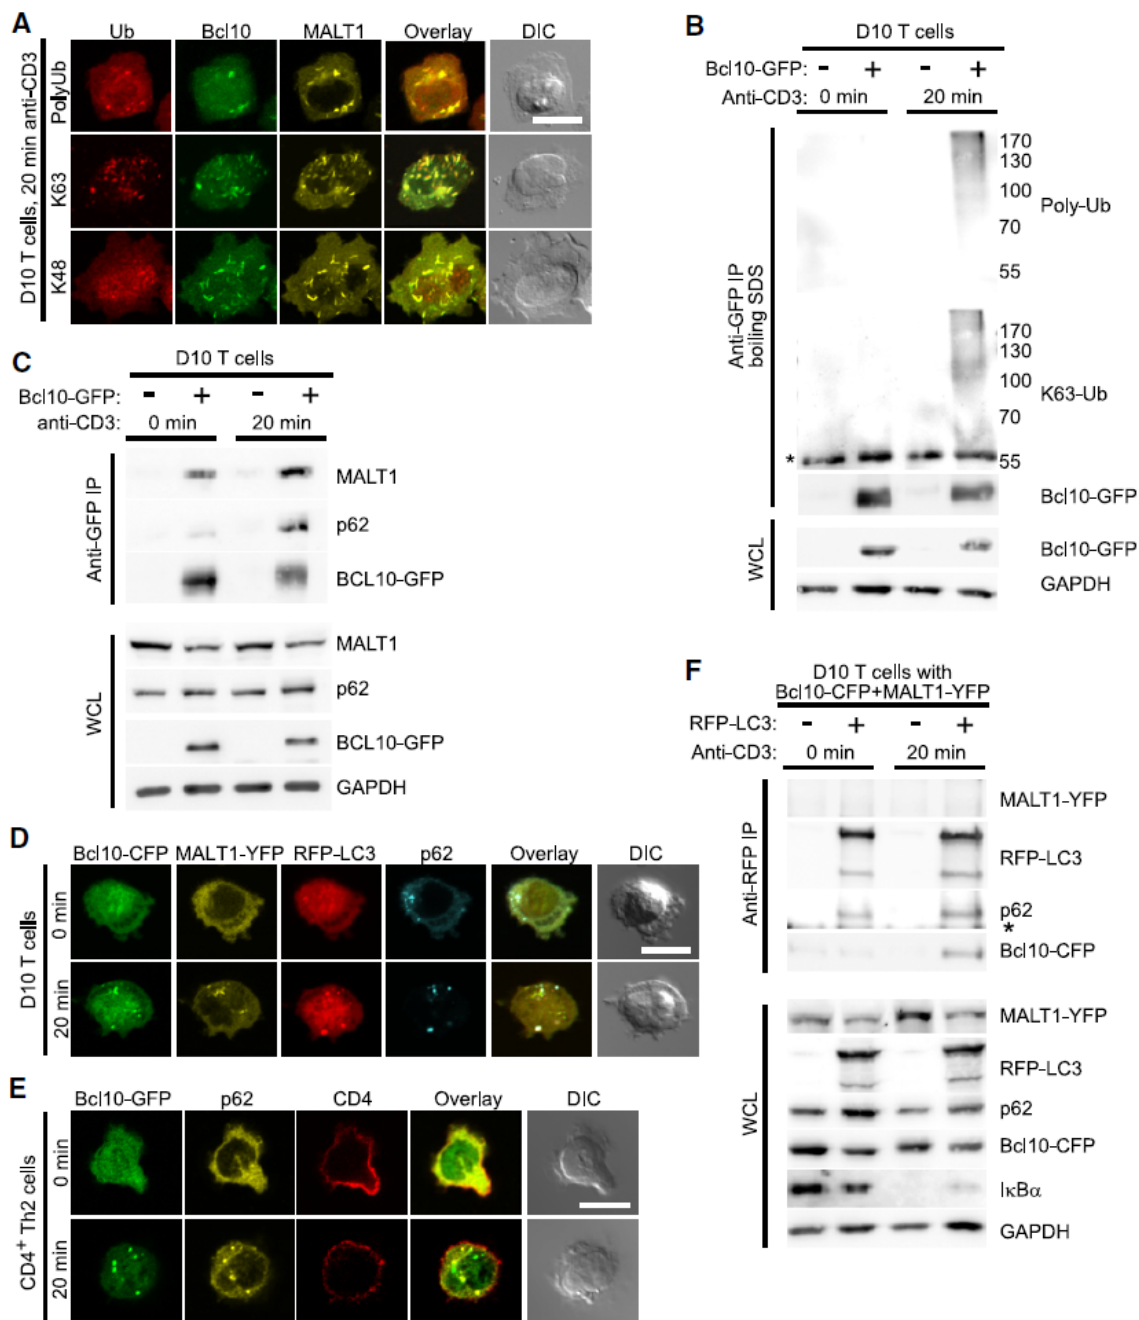 A
Ub Bcl10 MALT1 Overlay DIC
D10 T cells, 20 min anti-CD3
PolyUb
K63
K48
B
D10 T cells
Bcl10-GFP: - + - +
Anti-CD3: 0 min 20 min
Anti-GFP IP
boiling SDS
170
130
100
70
55
Poly-Ub
170
130
100
70
55
K63-Ub
*
Bcl10-GFP
WCL
Bcl10-GFP
GAPDH
C
D10 T cells
Bcl10-GFP: - + - +
anti-CD3: 0 min 20 min
Anti-GFP IP
MALT1
p62
BCL10-GFP
WCL
MALT1
p62
BCL10-GFP
GAPDH
D
Bcl10-CFP MALT1-YFP RFP-LC3 p62 Overlay DIC
D10 T cells
0 min
20 min
E
Bcl10-GFP p62 CD4 Overlay DIC
CD4+ Th2 cells
0 min
20 min
F
D10 T cells with
Bcl10-CFP+MALT1-YFP
RFP-LC3: - + - +
Anti-CD3: 0 min 20 min
Anti-RFP IP
MALT1-YFP
RFP-LC3
p62
*
Bcl10-CFP
WCL
MALT1-YFP
RFP-LC3
p62
Bcl10-CFP
IκBα
GAPDH